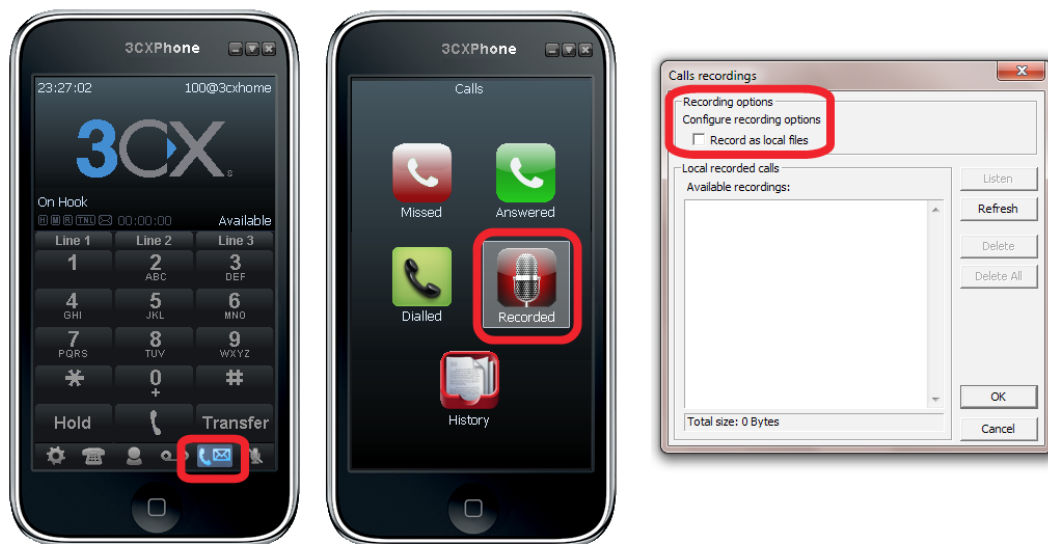 3CXPhone
23:27:02 100@3cxhome
3CX
On Hook
H M R TNL 00:00:00 Available
Line 1 Line 2 Line 3
1 2 3
ABC DEF
4 5 6
GHI JKL MNO
7 8 9
PQRS TUV WXYZ
* 0 #
+
Hold Transfer
3CXPhone
Calls
Missed Answered
Dialled Recorded
History
Calls recordings
Recording options
Configure recording options
Record as local files
Local recorded calls
Available recordings:
Listen
Refresh
Delete
Delete All
Total size: 0 Bytes
OK
Cancel